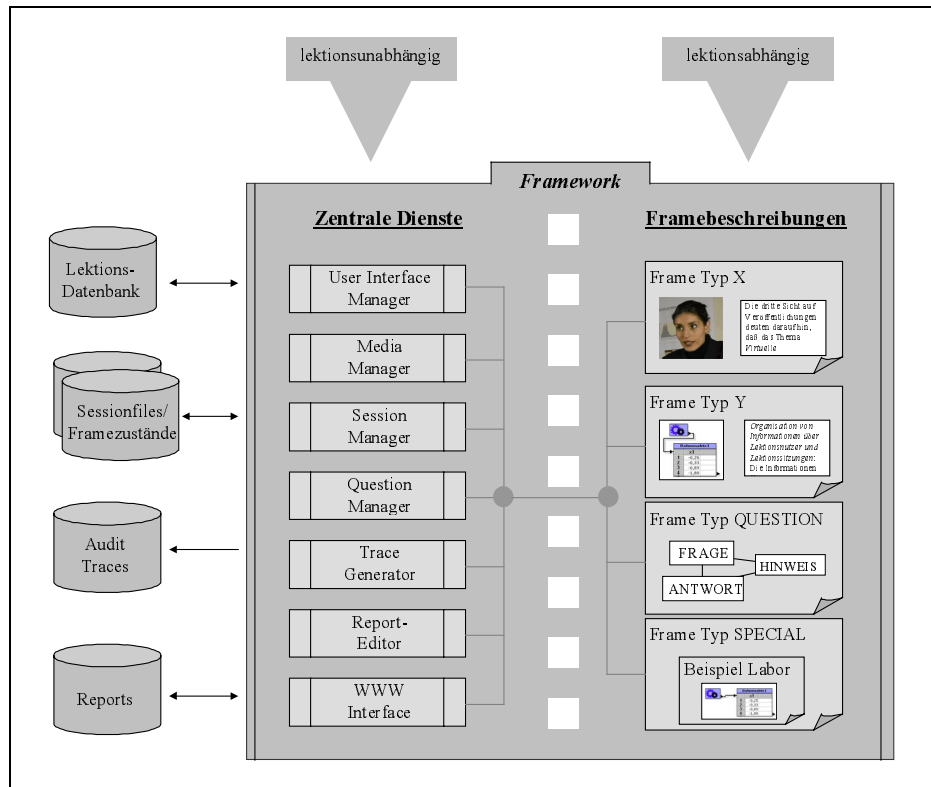 lektionsunabhängig
lektionsabhängig
Framework
Zentrale Dienste
Framebeschreibungen
Lektions-
Datenbank
Sessionfiles/
Framezustände
Audit
Traces
Reports
User Interface
Manager
Media
Manager
Session
Manager
Question
Manager
Trace
Generator
Report-
Editor
WWW
Interface
Frame Typ X
Die dritte Sicht auf
Veröffentlichungen
deuten daraufhin,
daß das Thema
Virtuelle
Frame Typ Y
Organisation von
Informationen über
Lektionsnutzer und
Lektionssitzungen:
Die Informationen
Frame Typ QUESTION
FRAGE
HINWEIS
ANTWORT
Frame Typ SPECIAL
Beispiel Labor